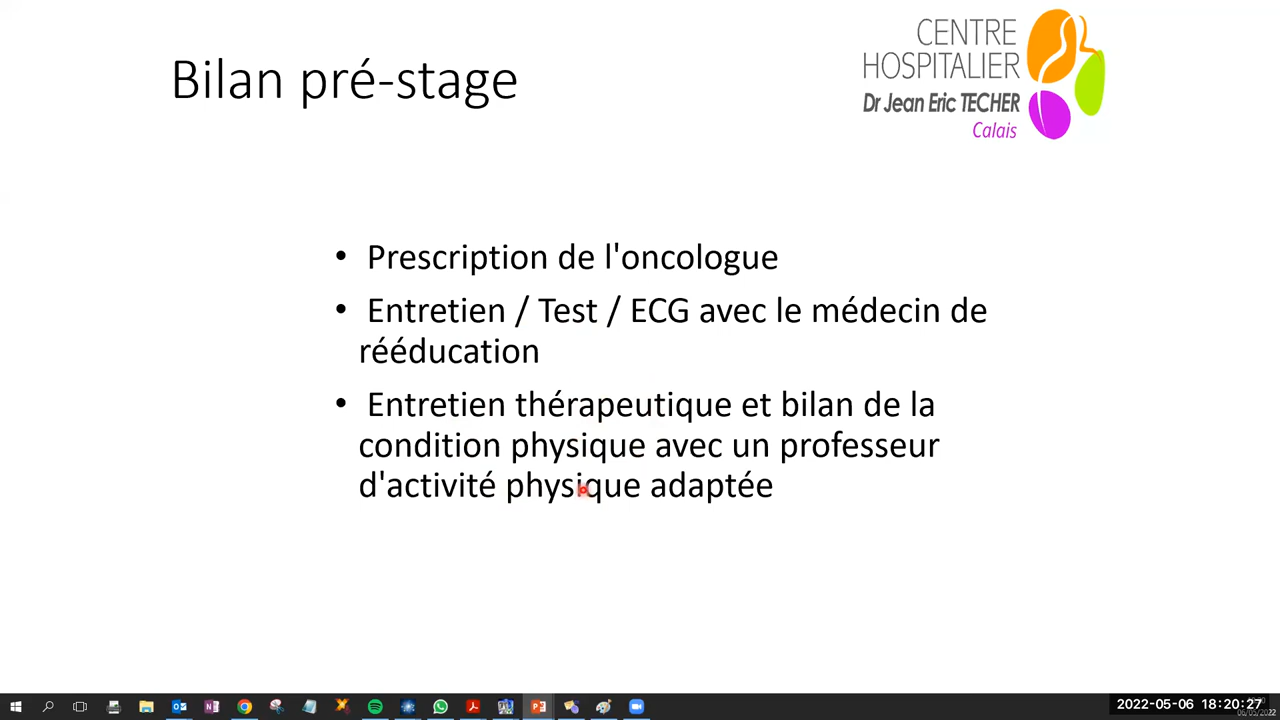 CENTRE
HOSPITALIER
Dr Jean Eric TECHER
Calais
Bilan pré-stage
• Prescription de l'oncologue
• Entretien / Test / ECG avec le médecin de
rééducation
• Entretien thérapeutique et bilan de la
condition physique avec un professeur
d'activité physique adaptée
2022-05-06 18:20:27